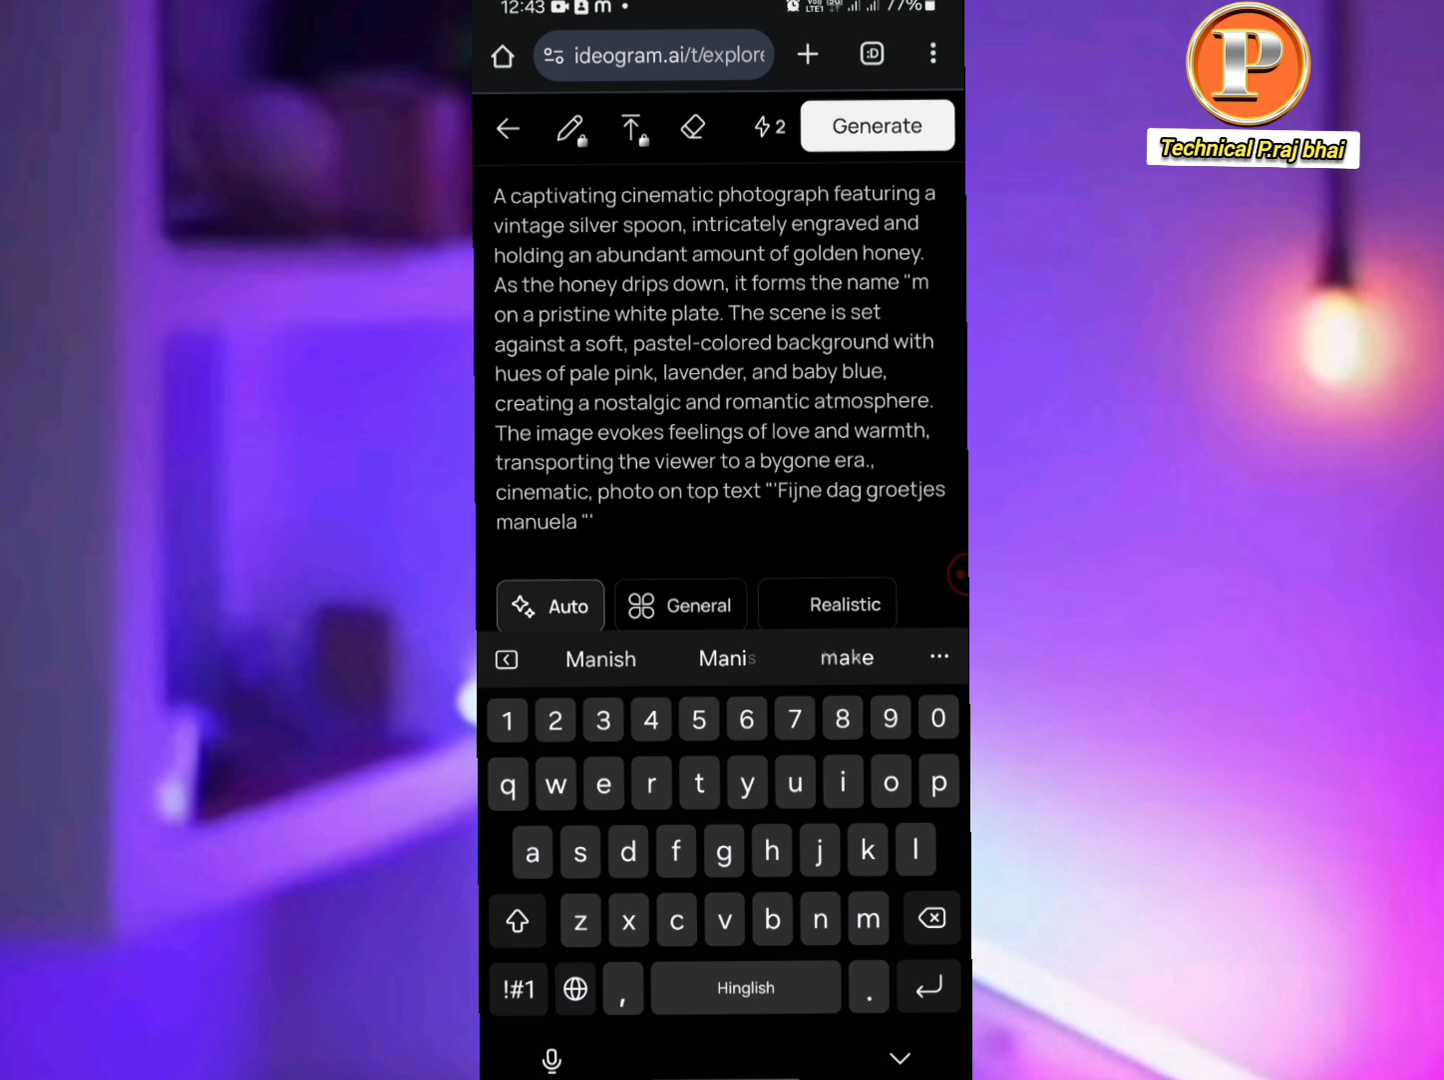 12:43 m
77%
ideogram.ai/t/explore
:D
2 Generate
P
Technical P.raj bhai
A captivating cinematic photograph featuring a
vintage silver spoon, intricately engraved and
holding an abundant amount of golden honey.
As the honey drips down, it forms the name "m
on a pristine white plate. The scene is set
against a soft, pastel-colored background with
hues of pale pink, lavender, and baby blue,
creating a nostalgic and romantic atmosphere.
The image evokes feelings of love and warmth,
transporting the viewer to a bygone era.,
cinematic, photo on top text "'Fijne dag groetjes
manuela "'
Auto General Realistic
Manish Manis make
1 2 3 4 5 6 7 8 9 0
q w e r t y u i o p
a s d f g h j k l
z x c v b n m
!#1 , Hinglish .